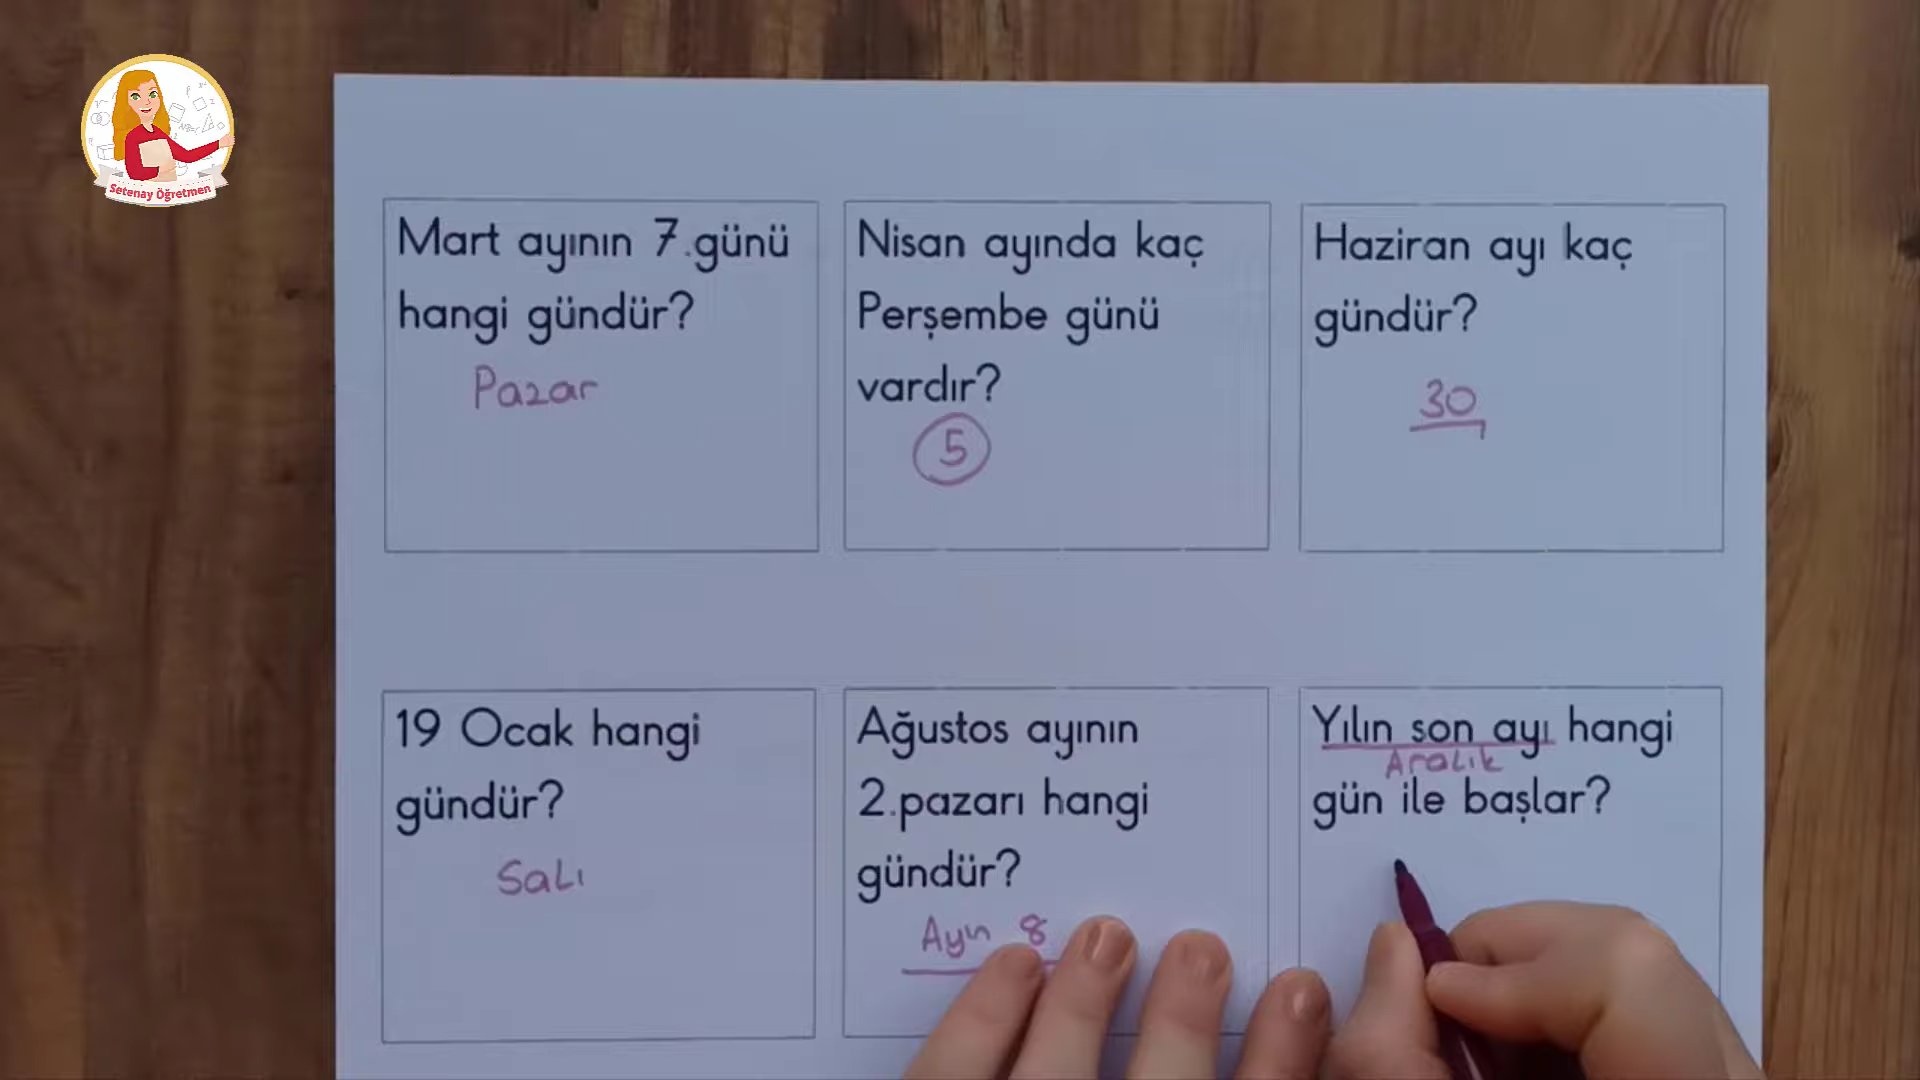 Setenay Öğretmen
Mart ayının 7.günü
hangi gündür?
Pazar
Nisan ayında kaç
Perşembe günü
vardır?
5
Haziran ayı kaç
gündür?
30
19 Ocak hangi
gündür?
Salı
Ağustos ayının
2.pazarı hangi
gündür?
Ayın 8
Yılın son ayı hangi
Aralık
gün ile başlar?